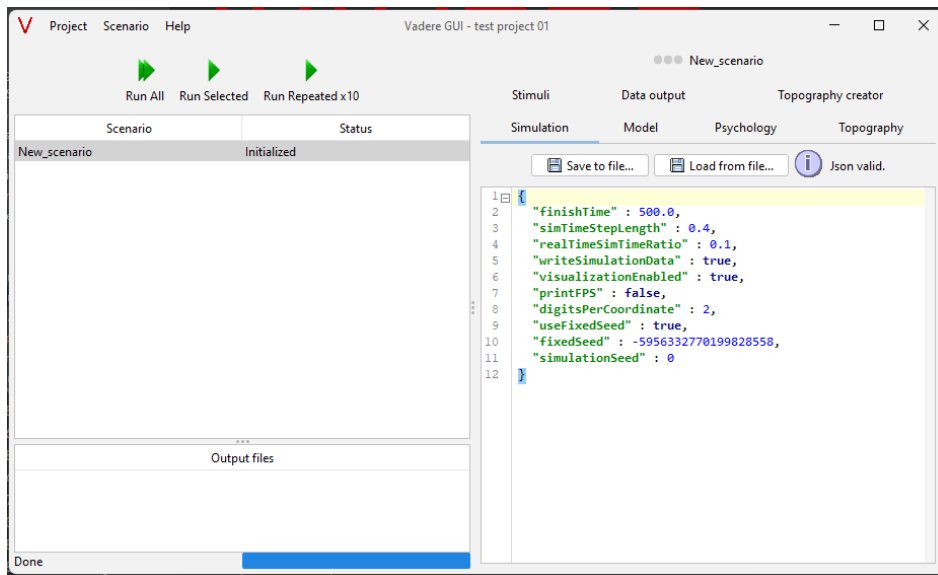 Project Scenario Help Vadere GUI - test project 01
New_scenario
Run All Run Selected Run Repeated x10
Stimuli Data output Topography creator
Simulation Model Psychology Topography
Scenario Status
New_scenario Initialized
Save to file... Load from file... i Json valid.
1 {
2 "finishTime" : 500.0,
3 "simTimeStepLength" : 0.4,
4 "realTimeSimTimeRatio" : 0.1,
5 "writeSimulationData" : true,
6 "visualizationEnabled" : true,
7 "printFPS" : false,
8 "digitsPerCoordinate" : 2,
9 "useFixedSeed" : true,
10 "fixedSeed" : -5956332770199828558,
11 "simulationSeed" : 0
12 }
Output files
Done